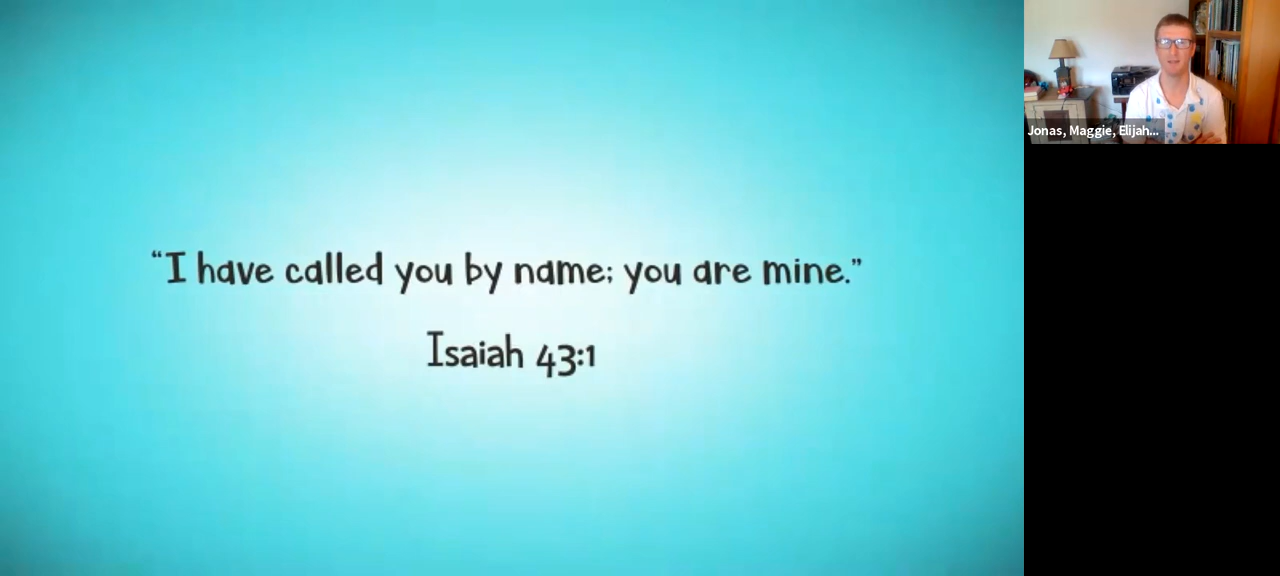 “I have called you by name; you are mine.”
Isaiah 43:1
Jonas, Maggie, Elijah...